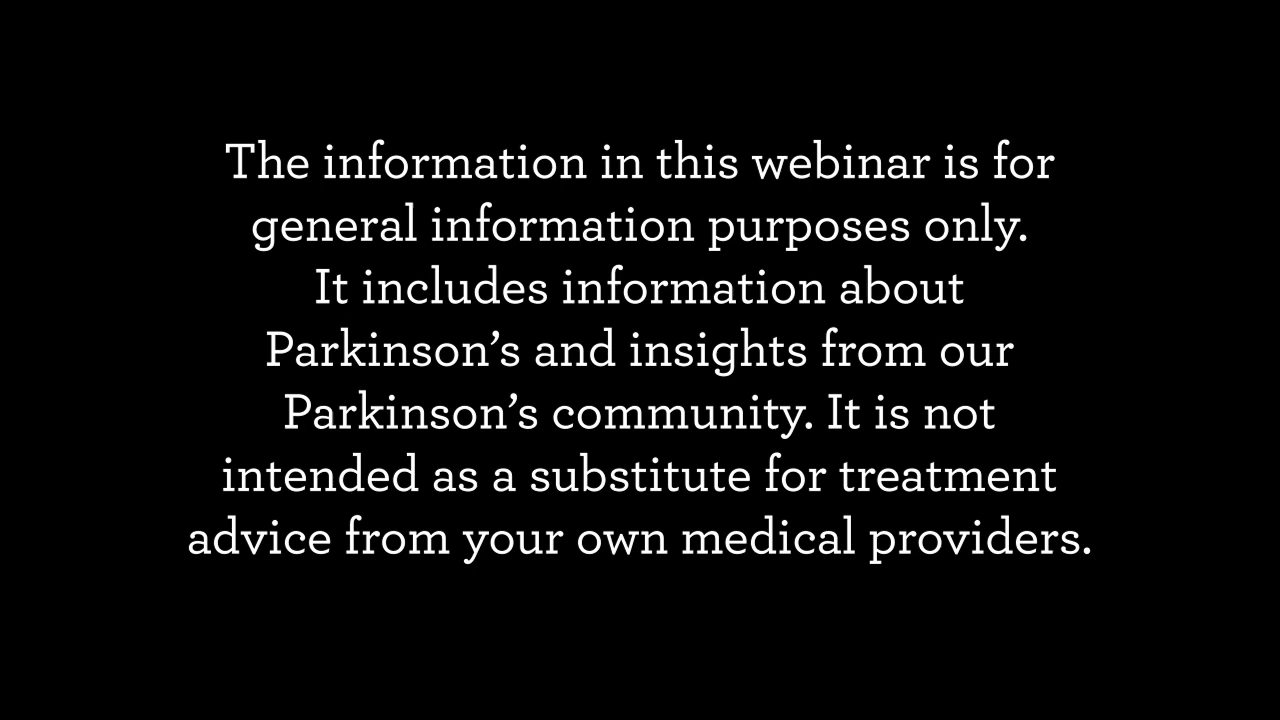 The information in this webinar is for
general information purposes only.
It includes information about
Parkinson’s and insights from our
Parkinson’s community. It is not
intended as a substitute for treatment
advice from your own medical providers.